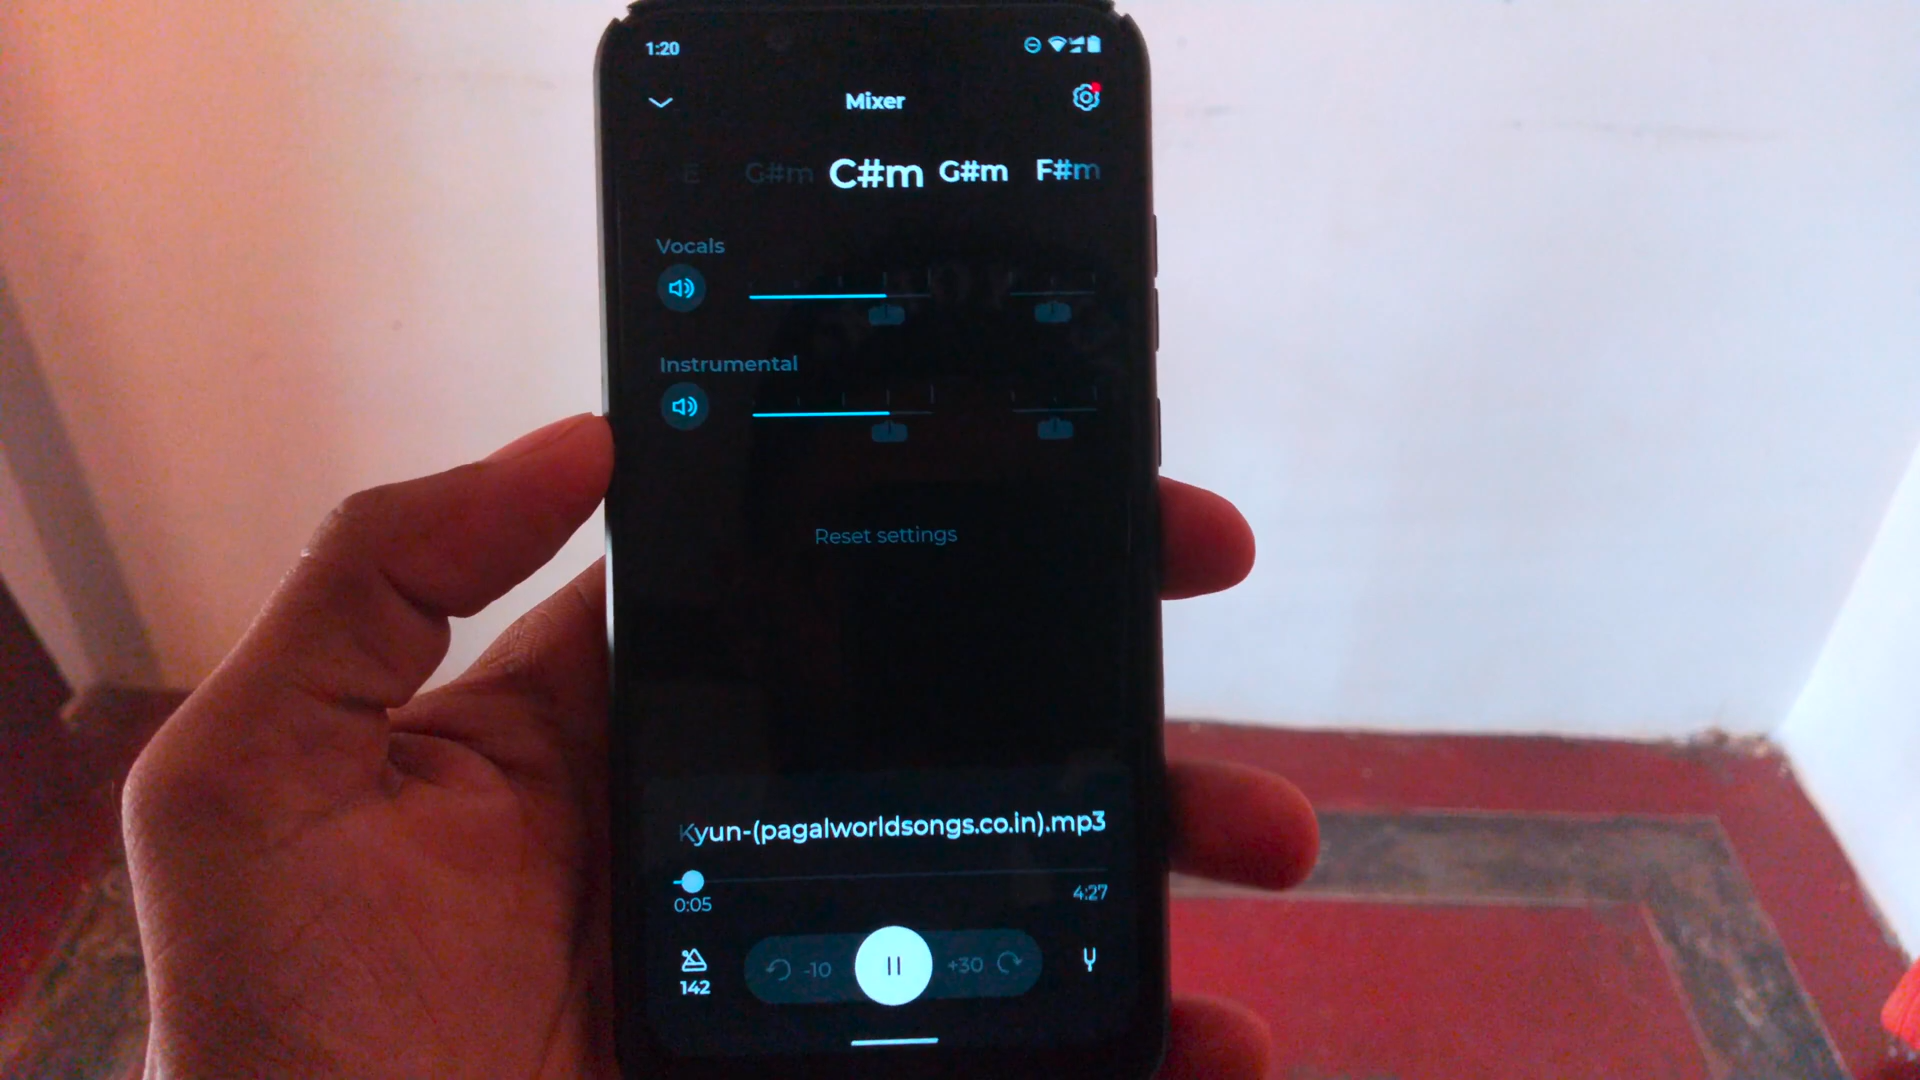 1:20
Mixer
E G#m C#m G#m F#m
Vocals
Instrumental
Reset settings
Kyun-(pagalworldsongs.co.in).mp3
0:05 4:27
-10 +30
142